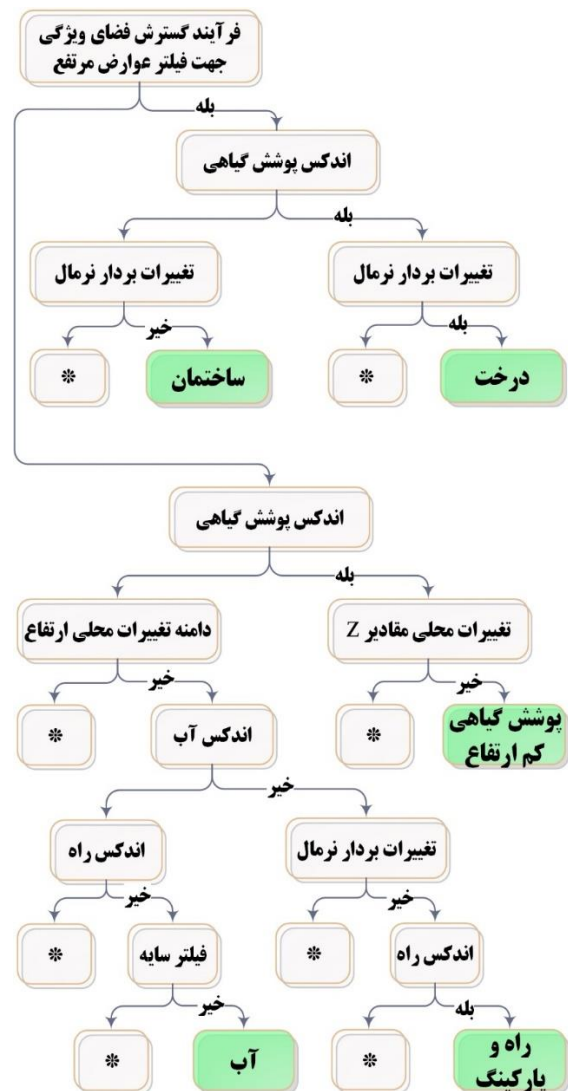 فرآیند گسترش فضای ویژگی
جهت فیلتر عوارض مرتفع
بله
اندکس پوشش گیاهی
بله
تغییرات بردار نرمال
تغییرات بردار نرمال
بله
خیر
درخت
*
ساختمان
*
اندکس پوشش گیاهی
بله
تغییرات محلی مقادیر Z
دامنه تغییرات محلی ارتفاع
خیر
خیر
پوشش گیاهی
کم ارتفاع
*
اندکس آب
*
خیر
تغییرات بردار نرمال
اندکس راه
خیر
خیر
اندکس راه
*
فیلتر سایه
*
بله
خیر
راه و
پارکینگ
*
آب
*